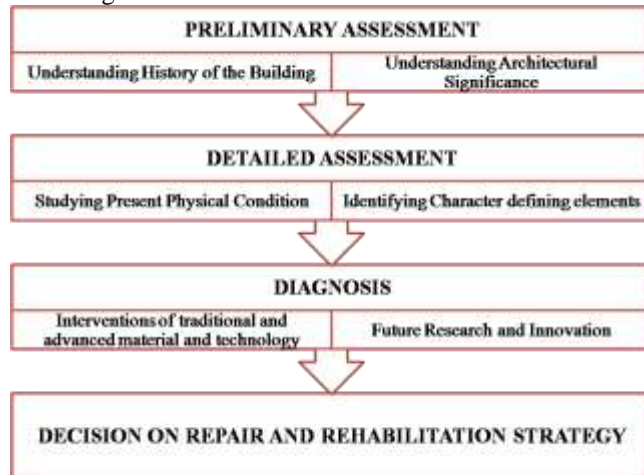 PRELIMINARY ASSESSMENT
Understanding History of the Building
Understanding Architectural
Significance
DETAILED ASSESSMENT
Studying Present Physical Condition
Identifying Character defining elements
DIAGNOSIS
Interventions of traditional and
advanced material and technology
Future Research and Innovation
DECISION ON REPAIR AND REHABILITATION STRATEGY